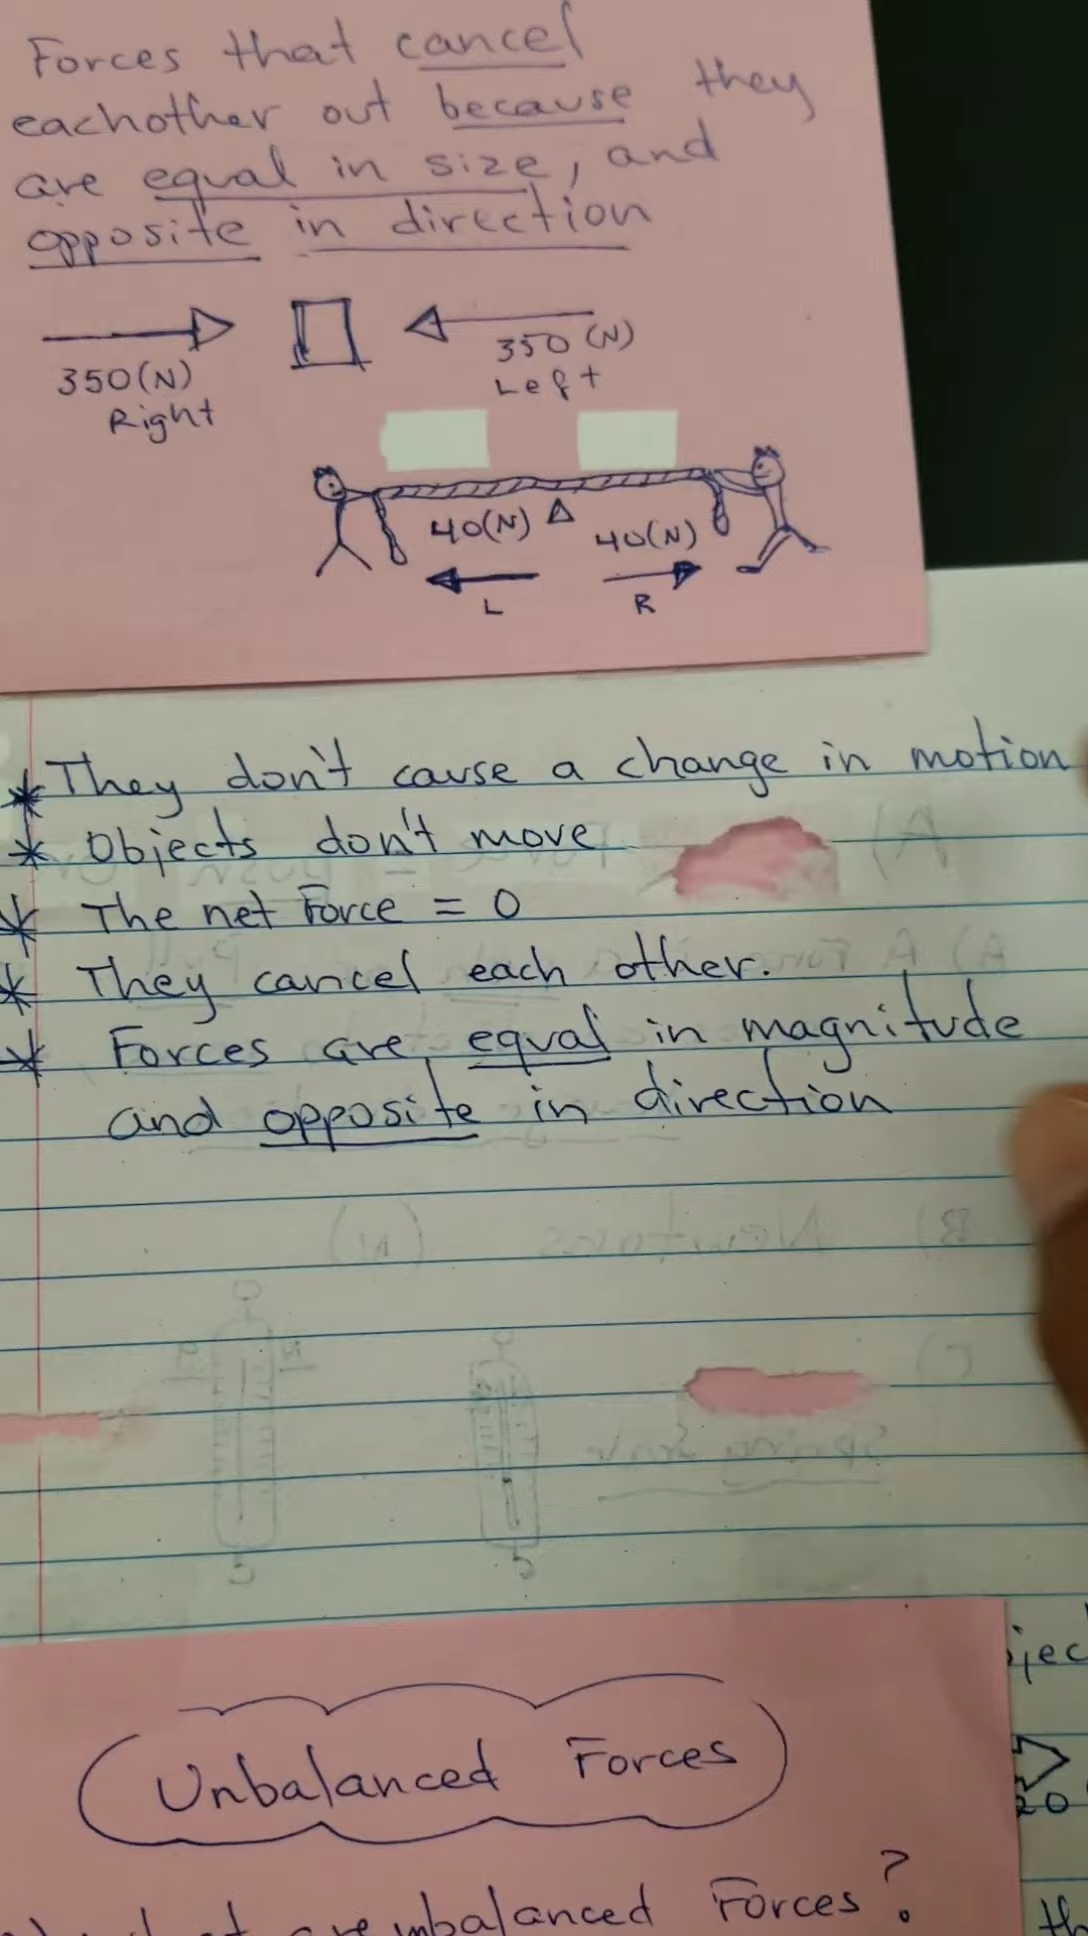 Forces that cancel
eachother out because they
are equal in size, and
opposite in direction
350(N)
Right
350(N)
Left
40(N)
40(N)
L
R
* They don't cause a change in motion
* Objects don't move
* The net Force = 0
* They cancel each other.
* Forces are equal in magnitude
and opposite in direction
Unbalanced Forces
20
unbalanced Forces?